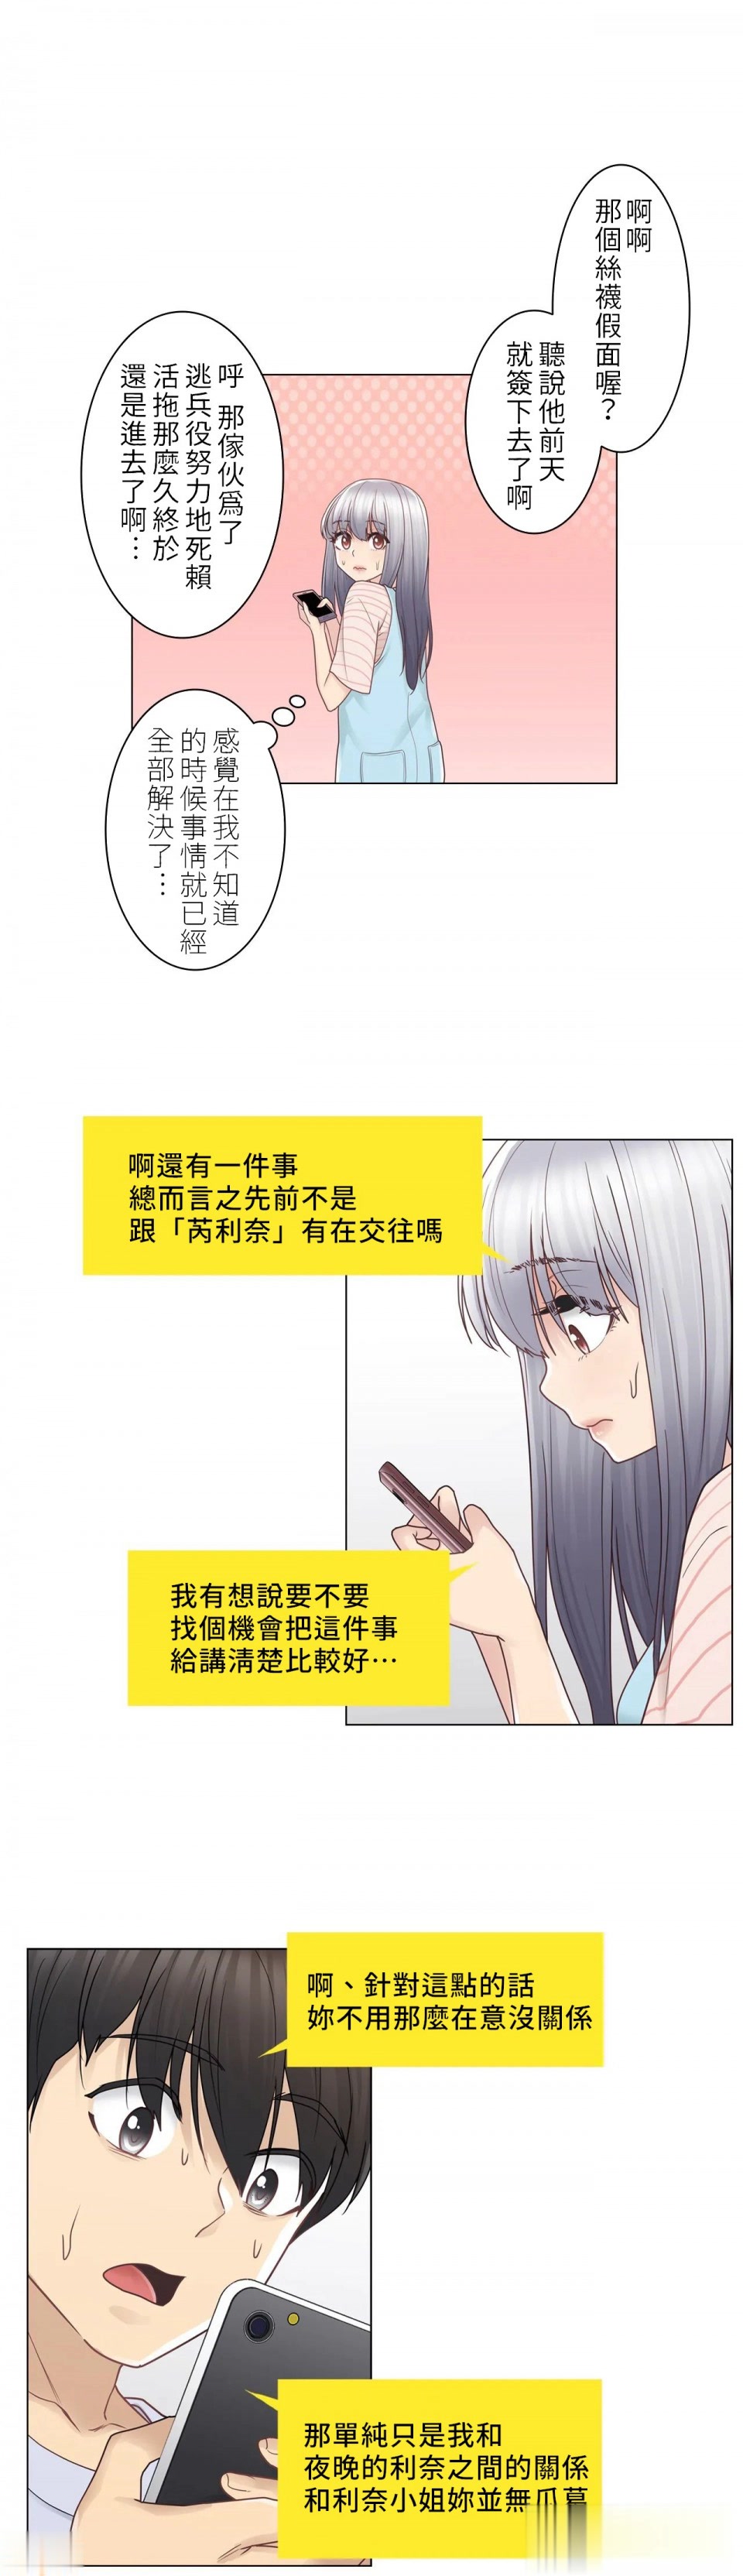 啊啊
那個絲襪假面喔？
聽說他前天
就簽下去了啊
呼 那傢伙為了
逃兵役努力地死賴
活拖那麼久終於
還是進去了啊…
感覺在我不知道
的時候事情就已經
全部解決了…
啊還有一件事
總而言之先前不是
跟「芮利奈」有在交往嗎
我有想說要不要
找個機會把這件事
給講清楚比較好…
啊、針對這點的話
妳不用那麼在意沒關係
那單純只是我和
夜晚的利奈之間的關係
和利奈小姐妳並無瓜葛